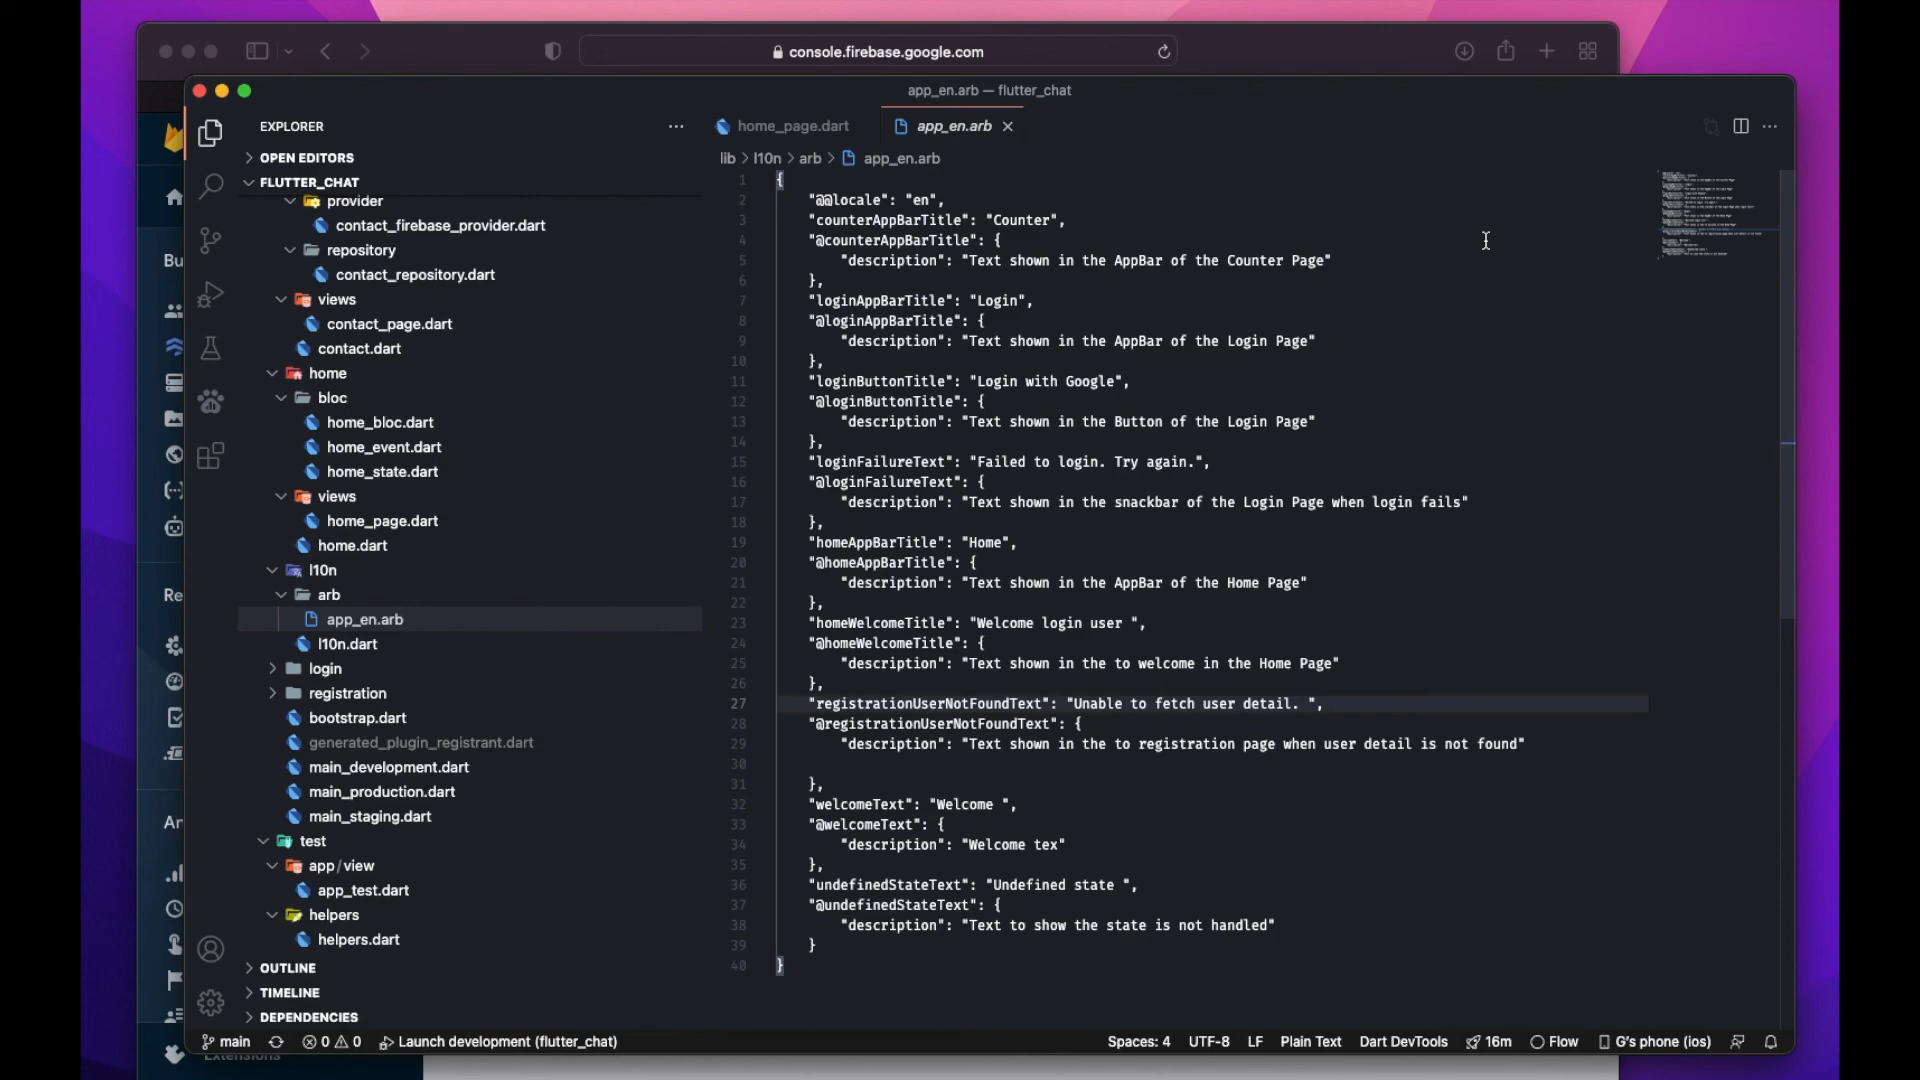 console.firebase.google.com
app_en.arb — flutter_chat
EXPLORER
OPEN EDITORS
FLUTTER_CHAT
provider
contact_firebase_provider.dart
repository
contact_repository.dart
views
contact_page.dart
contact.dart
home
bloc
home_bloc.dart
home_event.dart
home_state.dart
views
home_page.dart
home.dart
l10n
arb
app_en.arb
l10n.dart
login
registration
bootstrap.dart
generated_plugin_registrant.dart
main_development.dart
main_production.dart
main_staging.dart
test
app/view
app_test.dart
helpers
helpers.dart
OUTLINE
TIMELINE
DEPENDENCIES
Bu
Re
Ar
home_page.dart
app_en.arb
lib > l10n > arb > app_en.arb
1 {
2 "@@locale": "en",
3 "counterAppBarTitle": "Counter",
4 "@counterAppBarTitle": {
5 "description": "Text shown in the AppBar of the Counter Page"
6 },
7 "loginAppBarTitle": "Login",
8 "@loginAppBarTitle": {
9 "description": "Text shown in the AppBar of the Login Page"
10 },
11 "loginButtonTitle": "Login with Google",
12 "@loginButtonTitle": {
13 "description": "Text shown in the Button of the Login Page"
14 },
15 "loginFailureText": "Failed to login. Try again.",
16 "@loginFailureText": {
17 "description": "Text shown in the snackbar of the Login Page when login fails"
18 },
19 "homeAppBarTitle": "Home",
20 "@homeAppBarTitle": {
21 "description": "Text shown in the AppBar of the Home Page"
22 },
23 "homeWelcomeTitle": "Welcome login user ",
24 "@homeWelcomeTitle": {
25 "description": "Text shown in the to welcome in the Home Page"
26 },
27 "registrationUserNotFoundText": "Unable to fetch user detail. ",
28 "@registrationUserNotFoundText": {
29 "description": "Text shown in the to registration page when user detail is not found"
30
31 },
32 "welcomeText": "Welcome ",
33 "@welcomeText": {
34 "description": "Welcome tex"
35 },
36 "undefinedStateText": "Undefined state ",
37 "@undefinedStateText": {
38 "description": "Text to show the state is not handled"
39 }
40 }
main 0 0 Launch development (flutter_chat) Spaces: 4 UTF-8 LF Plain Text Dart DevTools 16m Flow G's phone (ios)
Extensions